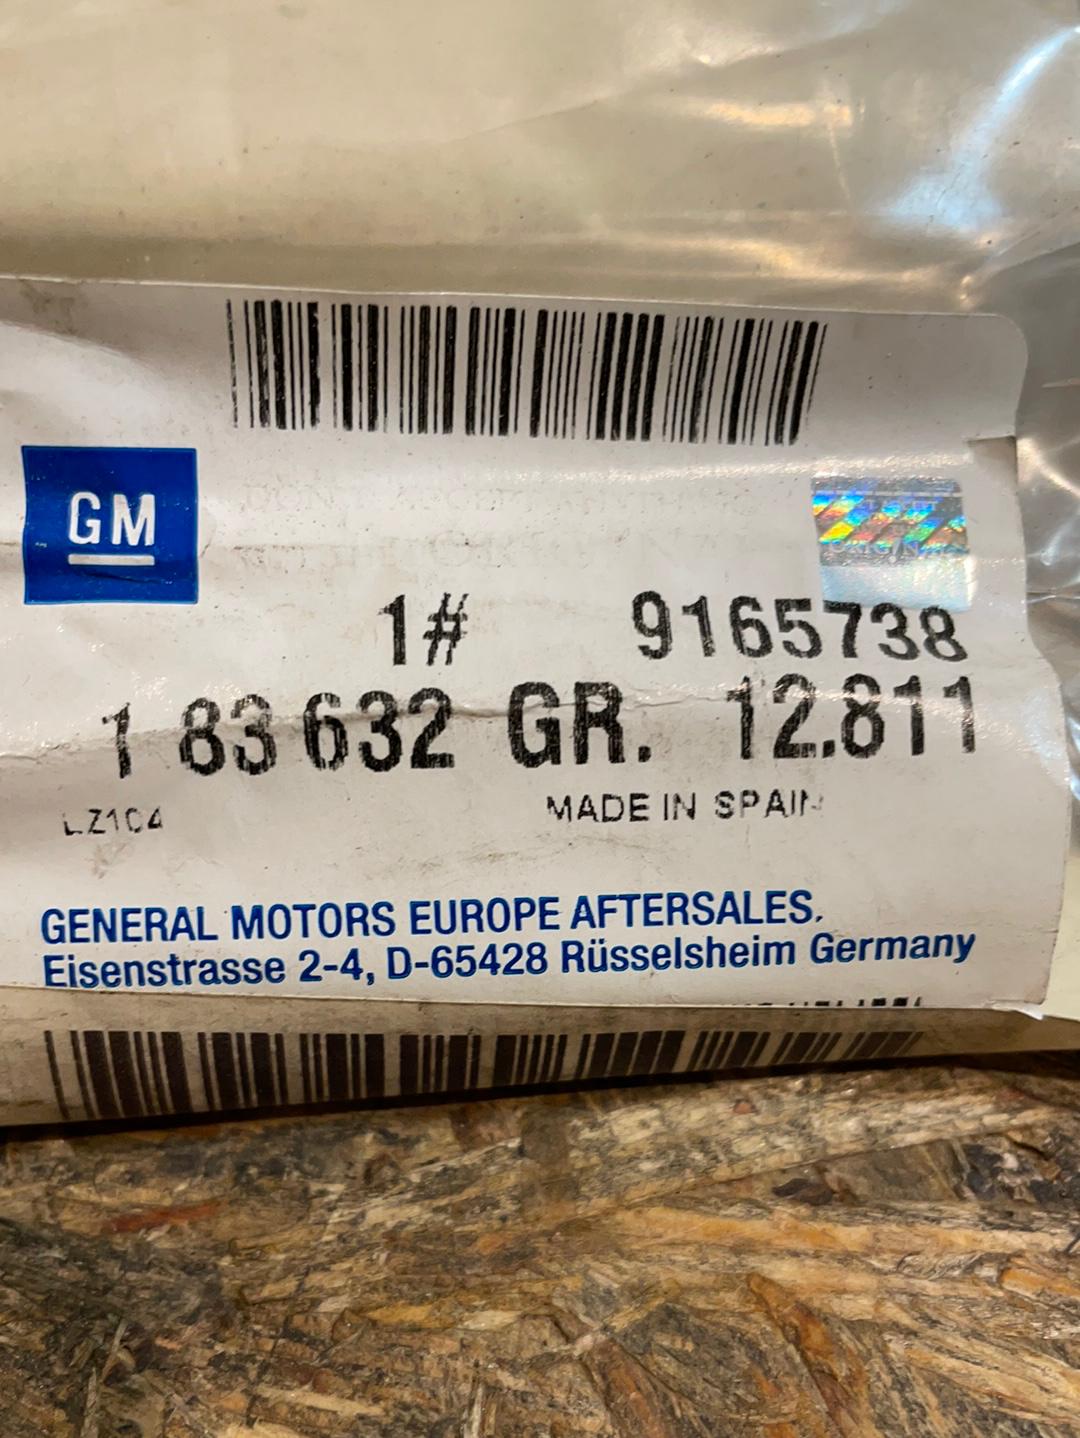 GM
ORIGINAL
1# 9165738
1 83 632 GR. 12.811
LZ104
MADE IN SPAIN
GENERAL MOTORS EUROPE AFTERSALES.
Eisenstrasse 2-4, D-65428 Rüsselsheim Germany